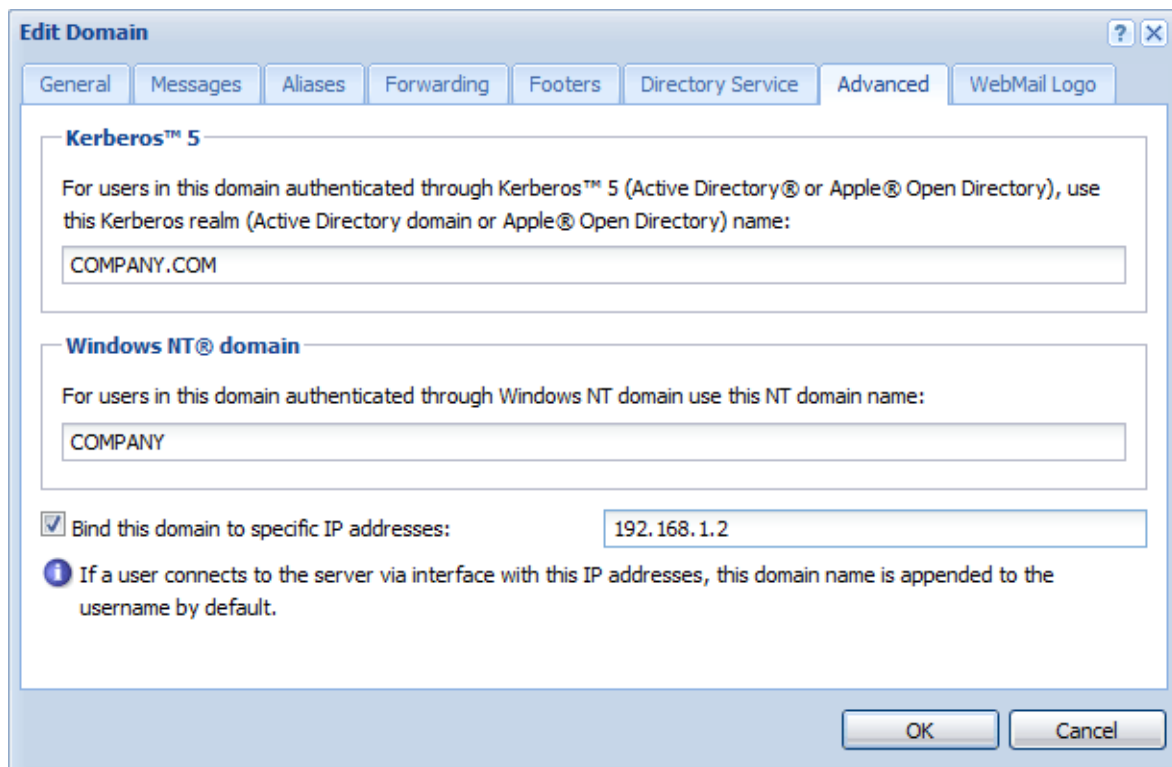 Edit Domain
General Messages Aliases Forwarding Footers Directory Service Advanced WebMail Logo
Kerberos™ 5
For users in this domain authenticated through Kerberos™ 5 (Active Directory® or Apple® Open Directory), use
this Kerberos realm (Active Directory domain or Apple® Open Directory) name:
COMPANY.COM
Windows NT® domain
For users in this domain authenticated through Windows NT domain use this NT domain name:
COMPANY
Bind this domain to specific IP addresses: 192.168.1.2
If a user connects to the server via interface with this IP addresses, this domain name is appended to the
username by default.
OK Cancel